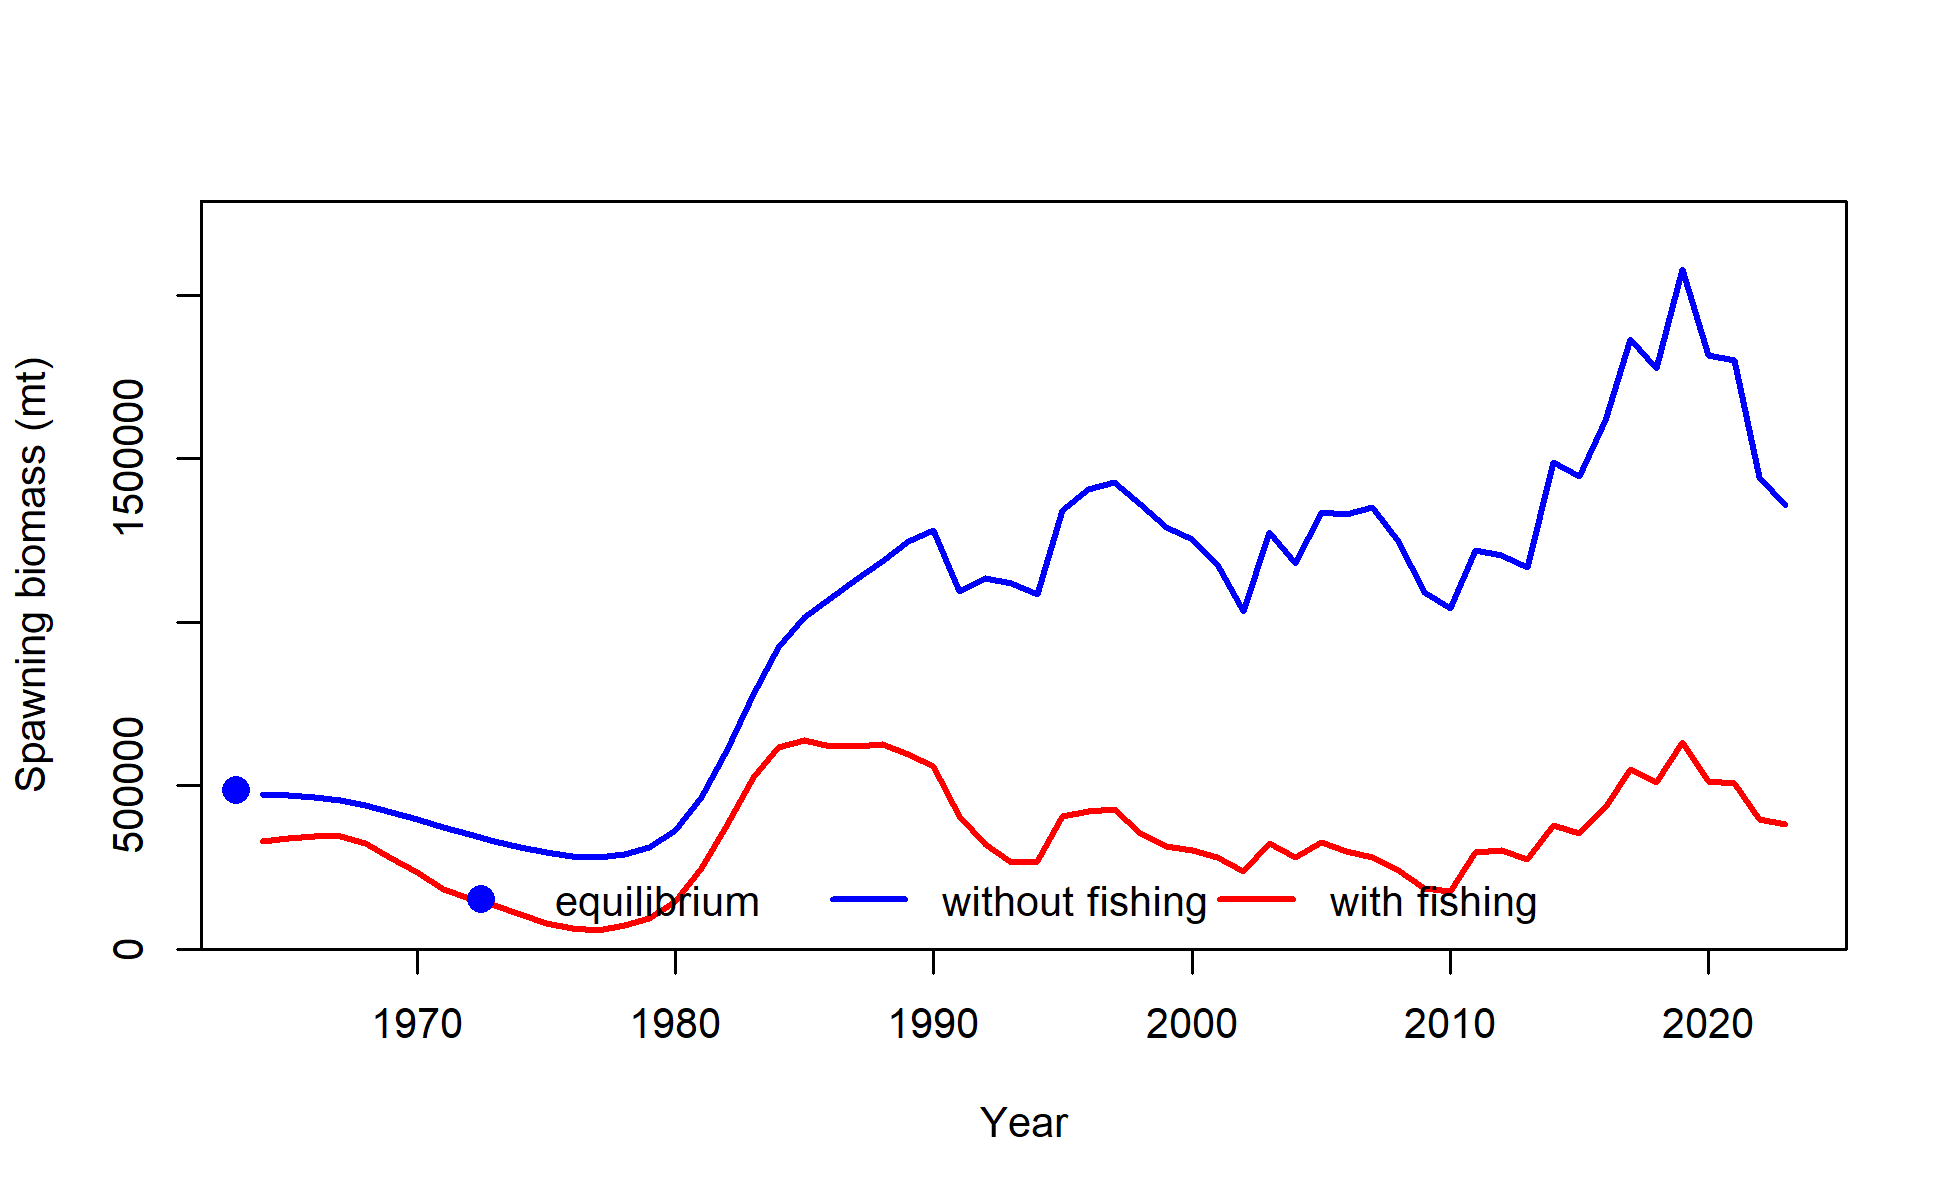 Spawning biomass (mt)
1500000
500000
0
equilibrium without fishing with fishing
1970 1980 1990 2000 2010 2020
Year